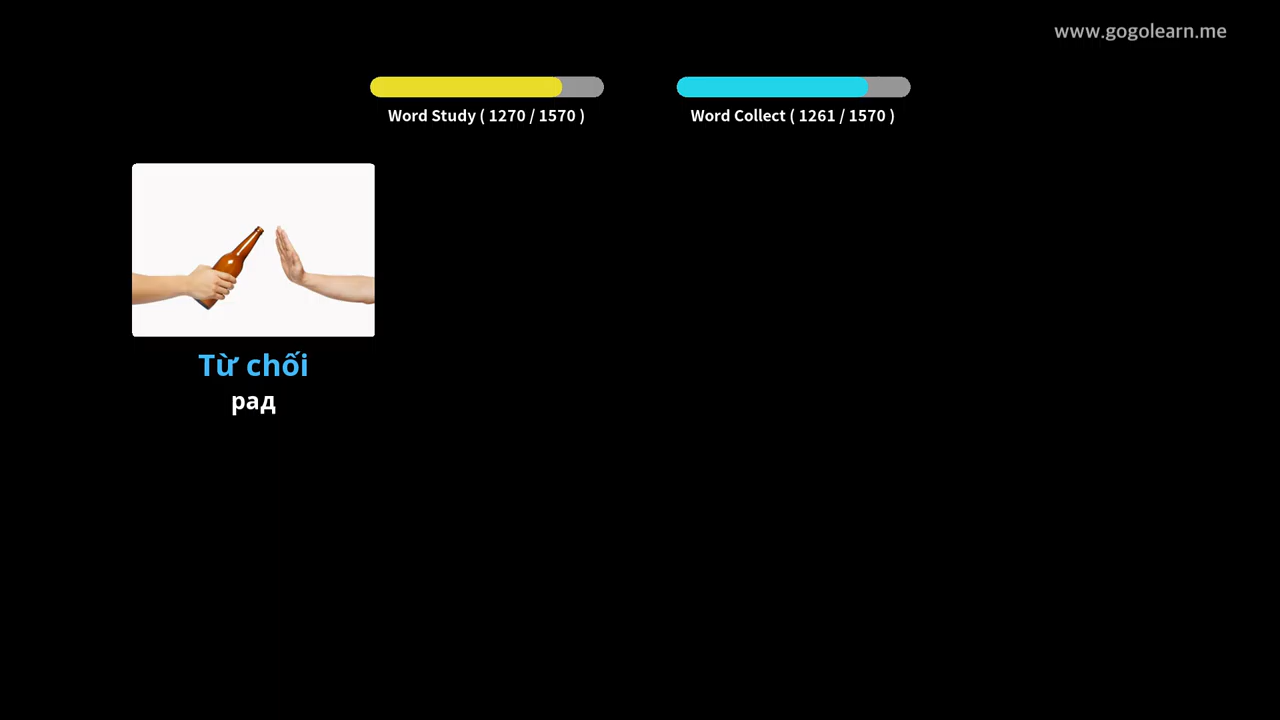 www.gogolearn.me
Word Study ( 1270 / 1570 )
Word Collect ( 1261 / 1570 )
Từ chối
рад